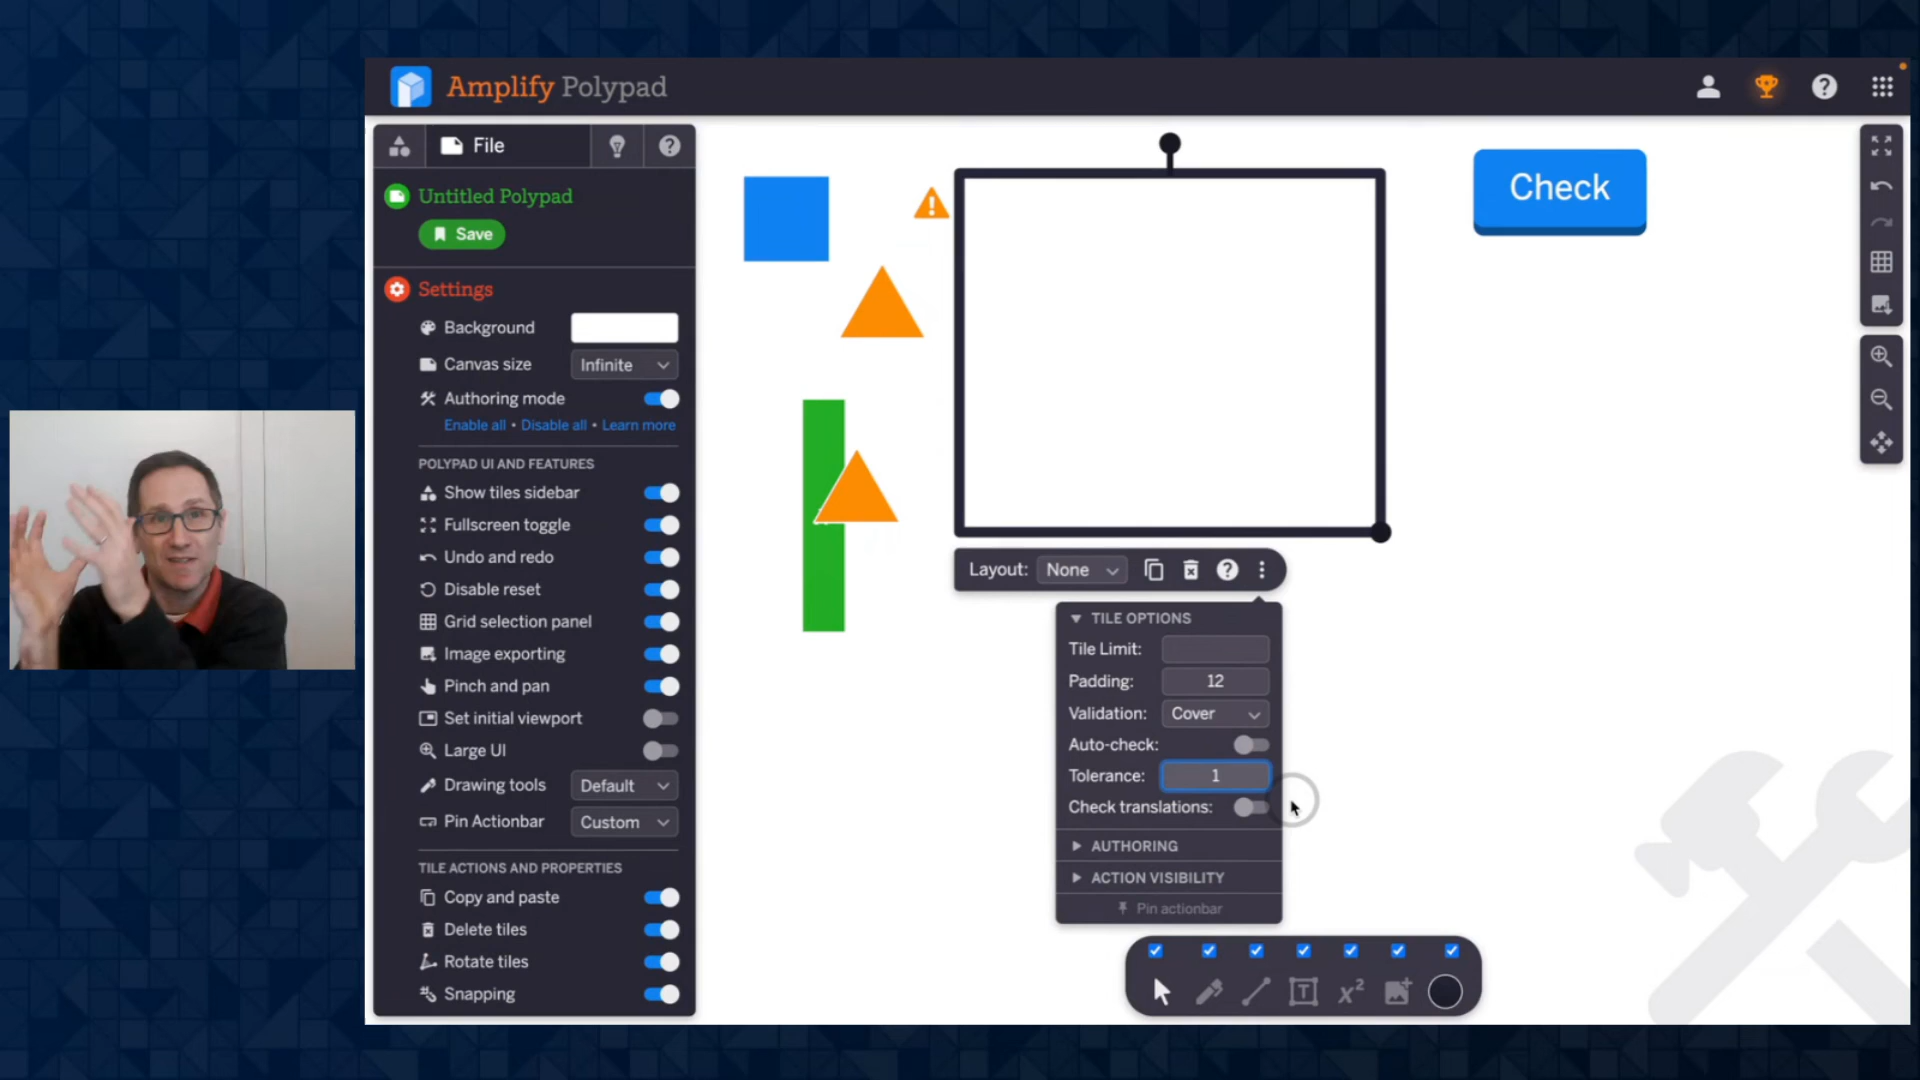 Amplify Polypad
File
Untitled Polypad
Save
Settings
Background
Canvas size Infinite
Authoring mode
Enable all • Disable all • Learn more
POLYPAD UI AND FEATURES
Show tiles sidebar
Fullscreen toggle
Undo and redo
Disable reset
Grid selection panel
Image exporting
Pinch and pan
Set initial viewport
Large UI
Drawing tools Default
Pin Actionbar Custom
TILE ACTIONS AND PROPERTIES
Copy and paste
Delete tiles
Rotate tiles
Snapping
Check
Layout: None
TILE OPTIONS
Tile Limit:
Padding: 12
Validation: Cover
Auto-check:
Tolerance: 1
Check translations:
AUTHORING
ACTION VISIBILITY
Pin actionbar
T x²